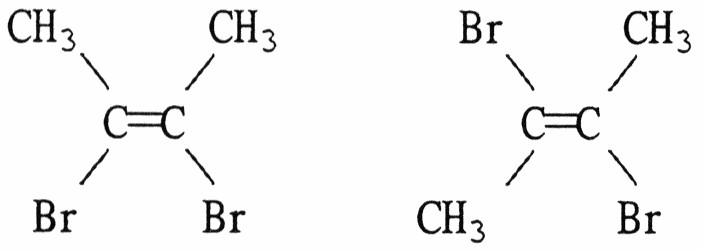 CH₃ CH₃ Br CH₃
C=C C=C
Br Br CH₃ Br